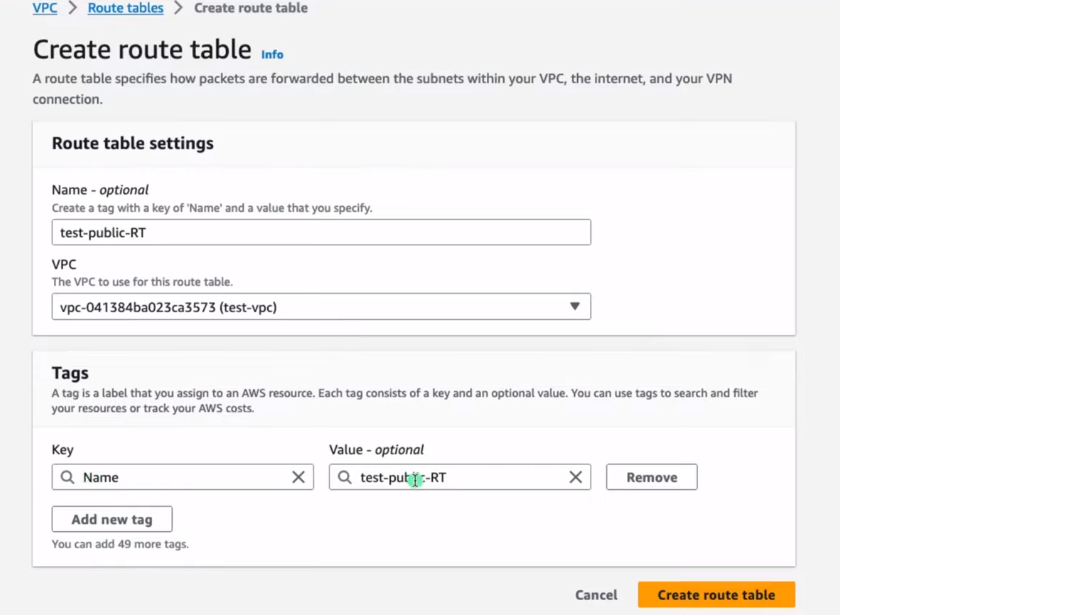 VPC > Route tables > Create route table
Create route table Info
A route table specifies how packets are forwarded between the subnets within your VPC, the internet, and your VPN
connection.
Route table settings
Name - optional
Create a tag with a key of 'Name' and a value that you specify.
test-public-RT
VPC
The VPC to use for this route table.
vpc-041384ba023ca3573 (test-vpc)
Tags
A tag is a label that you assign to an AWS resource. Each tag consists of a key and an optional value. You can use tags to search and filter
your resources or track your AWS costs.
Key Value - optional
Name test-public-RT Remove
Add new tag
You can add 49 more tags.
Cancel Create route table